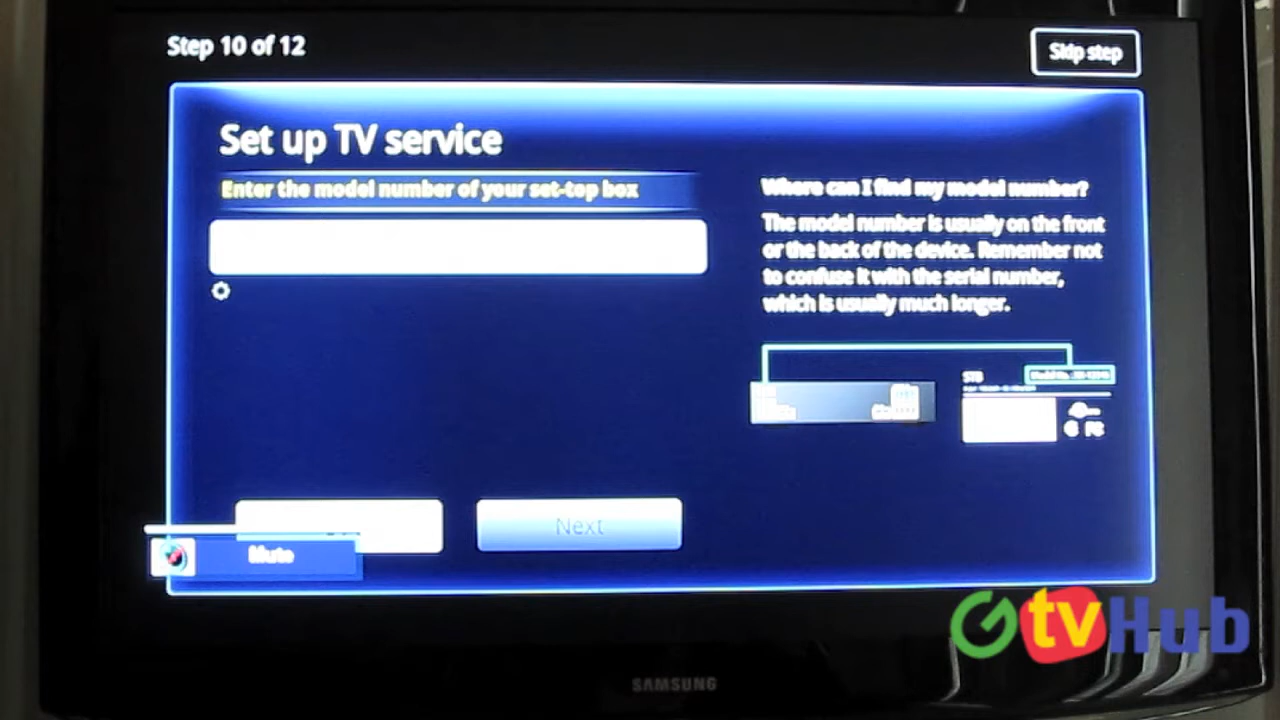 Step 10 of 12
Skip step
Set up TV service
Enter the model number of your set-top box
Where can I find my model number?
The model number is usually on the front
or the back of the device. Remember not
to confuse it with the serial number,
which is usually much longer.
STB
Next
Mute
GtvHub
SAMSUNG